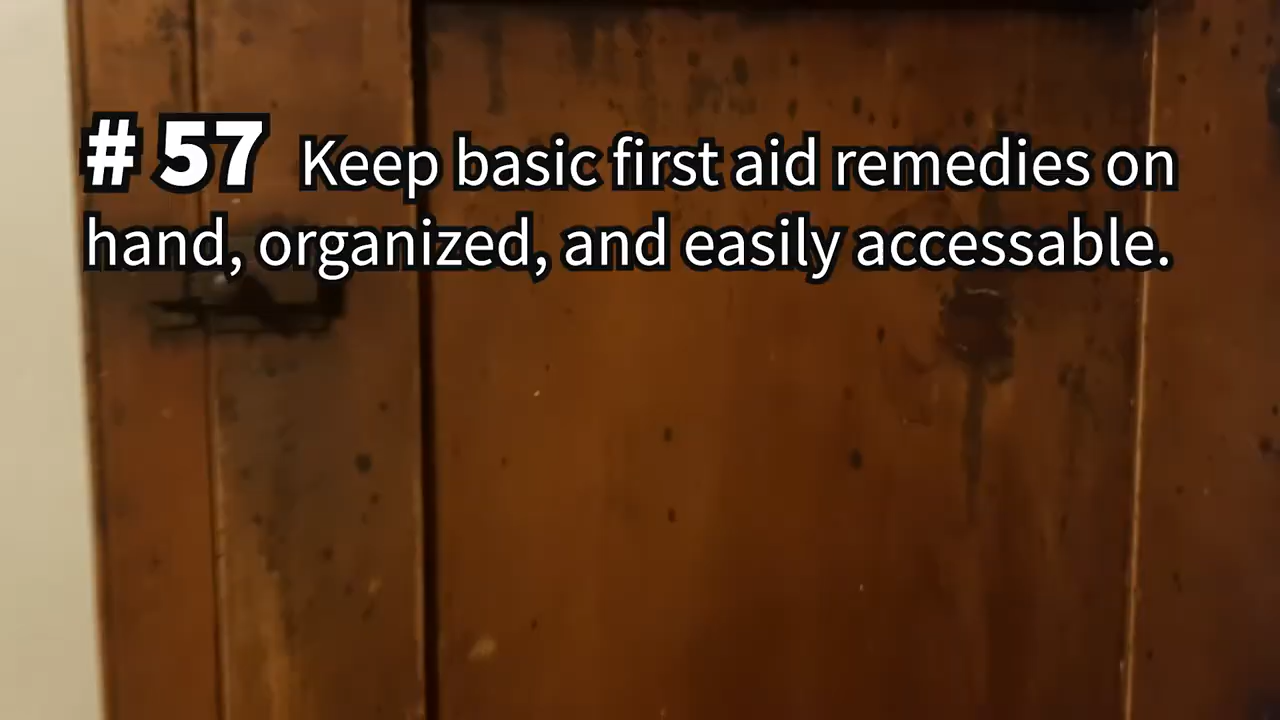 # 57 Keep basic first aid remedies on
hand, organized, and easily accessable.